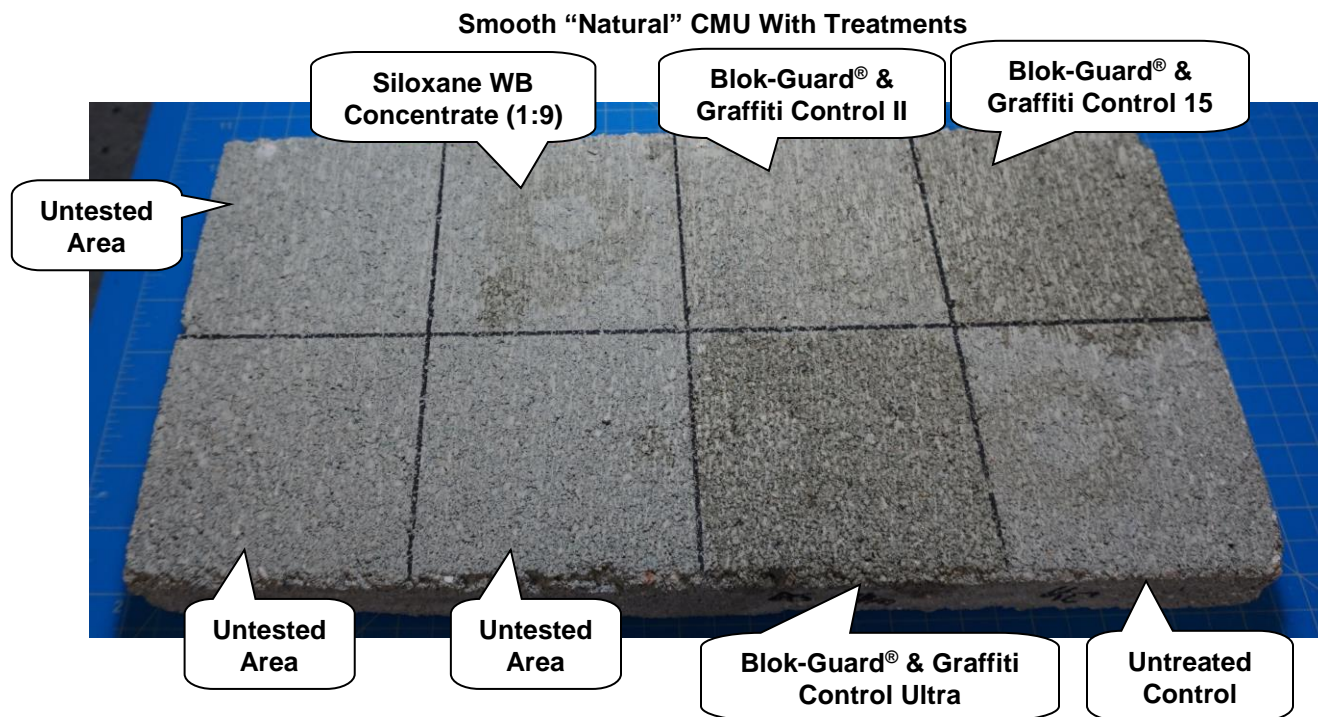 Smooth “Natural” CMU With Treatments
Siloxane WB
Concentrate (1:9)
Blok-Guard® &
Graffiti Control II
Blok-Guard® &
Graffiti Control 15
Untested
Area
Untested
Area
Untested
Area
Blok-Guard® & Graffiti
Control Ultra
Untreated
Control